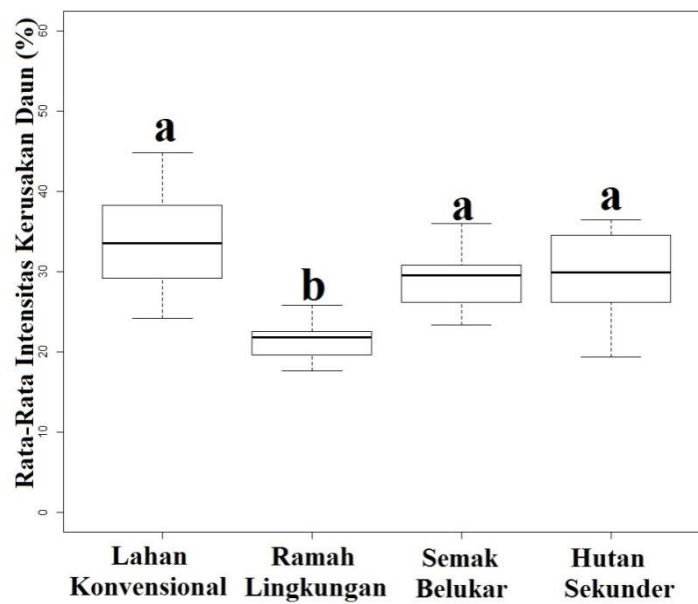 Rata-Rata Intensitas Kerusakan Daun (%)
60
50
40
30
20
10
0
a
b
a
a
Lahan
Konvensional
Ramah
Lingkungan
Semak
Belukar
Hutan
Sekunder